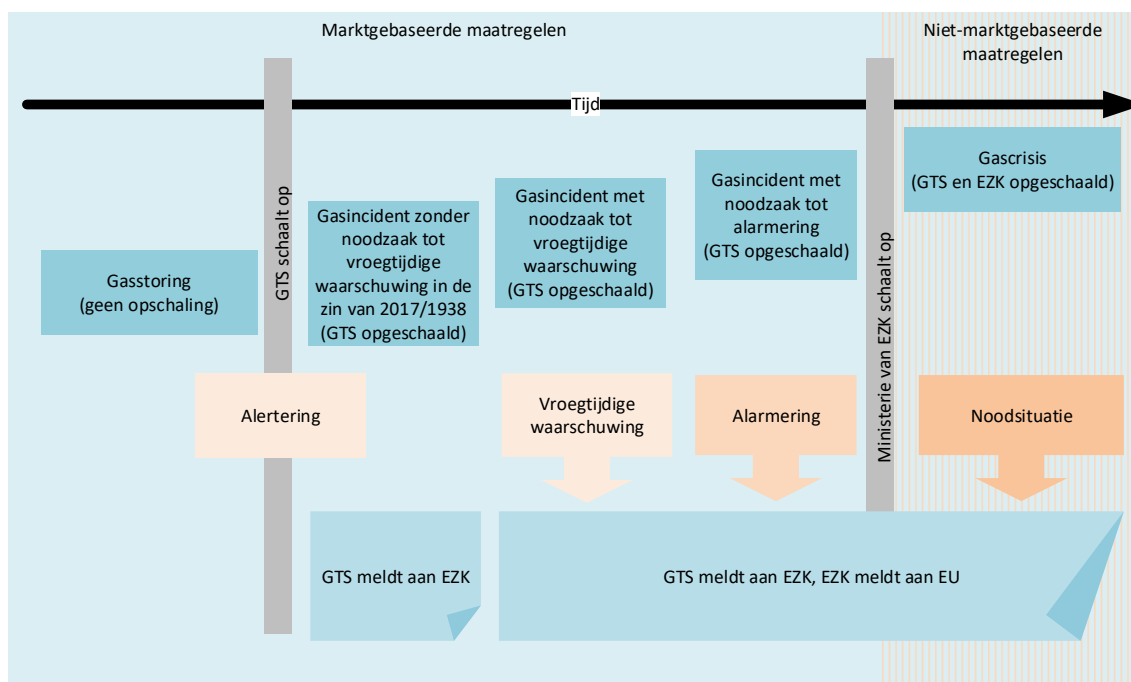 Marktgebaseerde maatregelen
Niet-marktgebaseerde
maatregelen
Tijd
GTS schaalt op
Ministerie van EZK schaalt op
Gasstoring
(geen opschaling)
Gasincident zonder
noodzaak tot
vroegtijdige
waarschuwing in de
zin van 2017/1938
(GTS opgeschaald)
Gasincident met
noodzaak tot
vroegtijdige
waarschuwing
(GTS opgeschaald)
Gasincident met
noodzaak tot
alarmering
(GTS opgeschaald)
Gascrisis
(GTS en EZK opgeschaald)
Alertering
Vroegtijdige
waarschuwing
Alarmering
Noodsituatie
GTS meldt aan EZK
GTS meldt aan EZK, EZK meldt aan EU